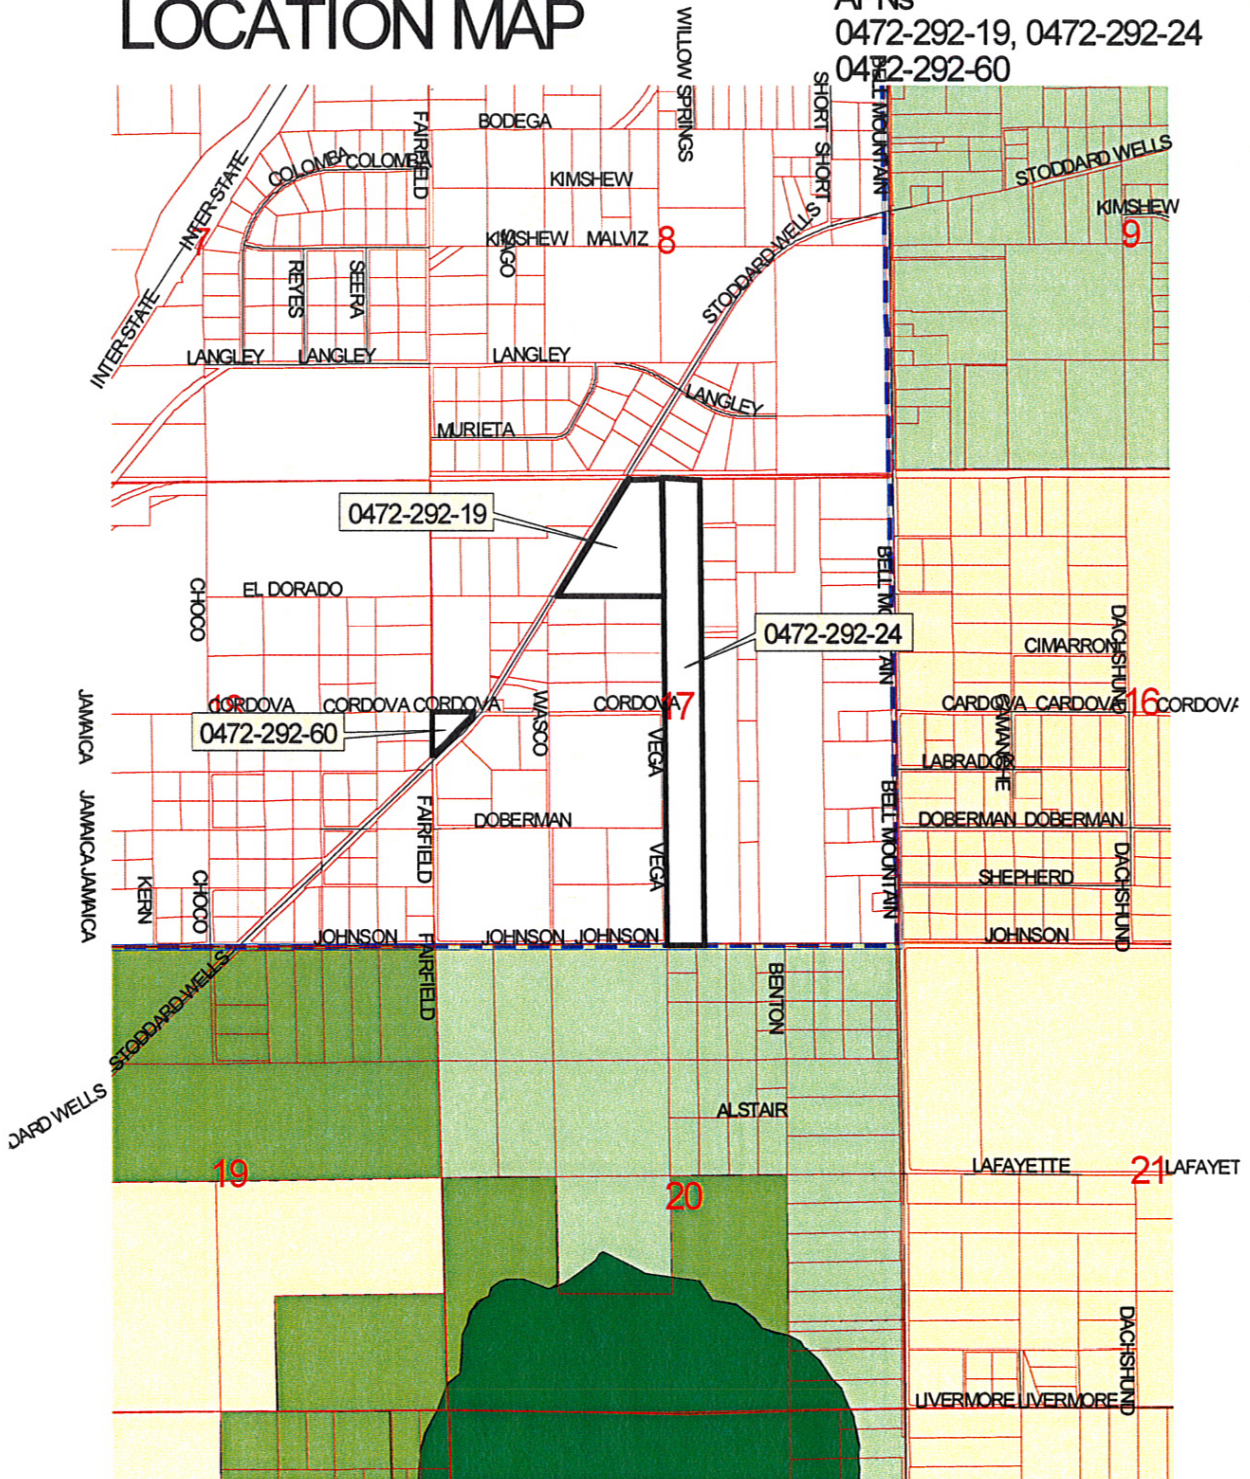 LOCATION MAP
APNs
0472-292-19, 0472-292-24
0472-292-60
WILLOW SPRINGS
SHORT SHORT
BELL MOUNTAIN
FAIRFIELD
BODEGA
COLOMBA COLOMBA
KIMSHEW
STODDARD WELLS
KIMSHEW
INTER-STATE
INTER-STATE
7
KIMSHEW MALVIZ
8
9
REYES
SEERA
STODDARD WELLS
LANGLEY LANGLEY
LANGLEY
LANGLEY
MURIETA
0472-292-19
EL DORADO
CHOCO
BELL MOUNTAIN
0472-292-24
CIMARRON
DACHSHUND
JAMAICA
CORDOVA CORDOVA CORDOVA
CORDOVA
17
CARDOVA CARDOVA
16
CORDOVA
0472-292-60
WASCO
VEGA
LABRADOR
JAMAICA
FAIRFIELD
DOBERMAN
BELL MOUNTAIN
DOBERMAN DOBERMAN
JAMAICA
KERN
CHOCO
VEGA
SHEPHERD
DACHSHUND
JOHNSON
JOHNSON JOHNSON
JOHNSON
FAIRFIELD
STODDARD WELLS
BENTON
DARD WELLS
ALSTAIR
19
20
LAFAYETTE
21
LAFAYET
DACHSHUND
LIVERMORE LIVERMORE